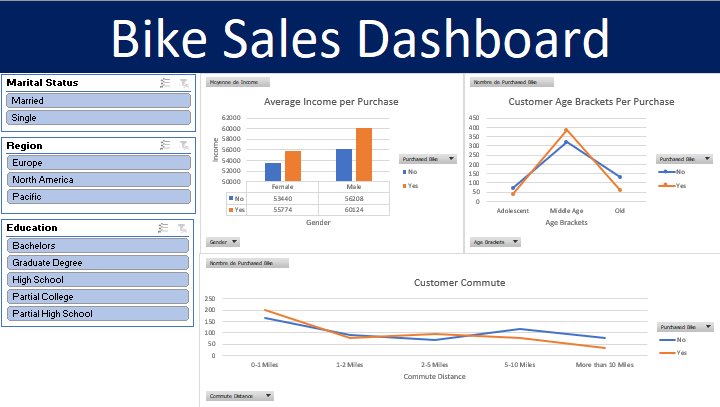 Bike Sales Dashboard
Marital Status
Married
Single
Region
Europe
North America
Pacific
Education
Bachelors
Graduate Degree
High School
Partial College
Partial High School
Moyenne de Income
Average Income per Purchase
62000
60000
58000
56000
54000
52000
50000
Income
Female Male
No 53440 56208
Yes 55774 60124
Gender
Purchased Bike
No
Yes
Gender
Nombre de Purchased Bike
Customer Age Brackets Per Purchase
450
400
350
300
250
200
150
100
50
0
Adolescent Middle Age Old
Age Brackets
Purchased Bike
No
Yes
Age Brackets
Nombre de Purchased Bike
Customer Commute
250
200
150
100
50
0
0-1 Miles 1-2 Miles 2-5 Miles 5-10 Miles More than 10 Miles
Commute Distance
Purchased Bike
No
Yes
Commute Distance